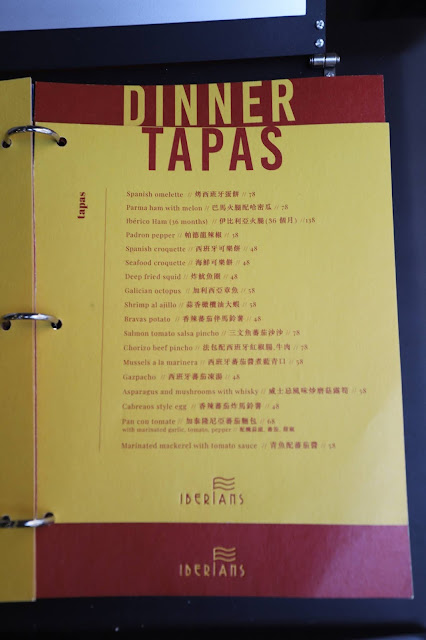 DINNER
TAPAS
tapas
Spanish omelette // 烤西班牙蛋餅 // 78
Parma ham with melon // 巴馬火腿配哈密瓜 // 78
Ibérico Ham (36 months) // 伊比利亞火腿 (36 個月) //138
Padron pepper // 帕德龍辣椒 // 58
Spanish croquette // 西班牙可樂餅 // 48
Seafood croquette // 海鮮可樂餅 // 48
Deep fried squid // 炸魷魚圈 // 48
Galician octopus // 加利西亞章魚 // 58
Shrimp al ajillo // 蒜香橄欖油大蝦 // 58
Bravas potato // 香辣蕃茄伴馬鈴薯 // 48
Salmon tomato salsa pincho // 三文魚蕃茄沙沙 // 78
Chorizo beef pincho // 法包配西班牙紅椒腸,牛肉 // 78
Mussels a la marinera // 西班牙蕃茄醬煮藍青口 // 58
Gazpacho // 西班牙蕃茄凍湯 // 48
Asparagus and mushrooms with whisky // 威士忌風味炒蘑菇露筍 // 58
Cabreaos style egg // 香辣蕃茄炸馬鈴薯 // 48
Pan con tomate // 加泰隆尼亞蕃茄麵包 // 68
with marinated garlic, tomato, pepper //
Marinated mackerel with tomato sauce // 青魚配蕃茄醬 // 58
IBERIANS
IBERIANS